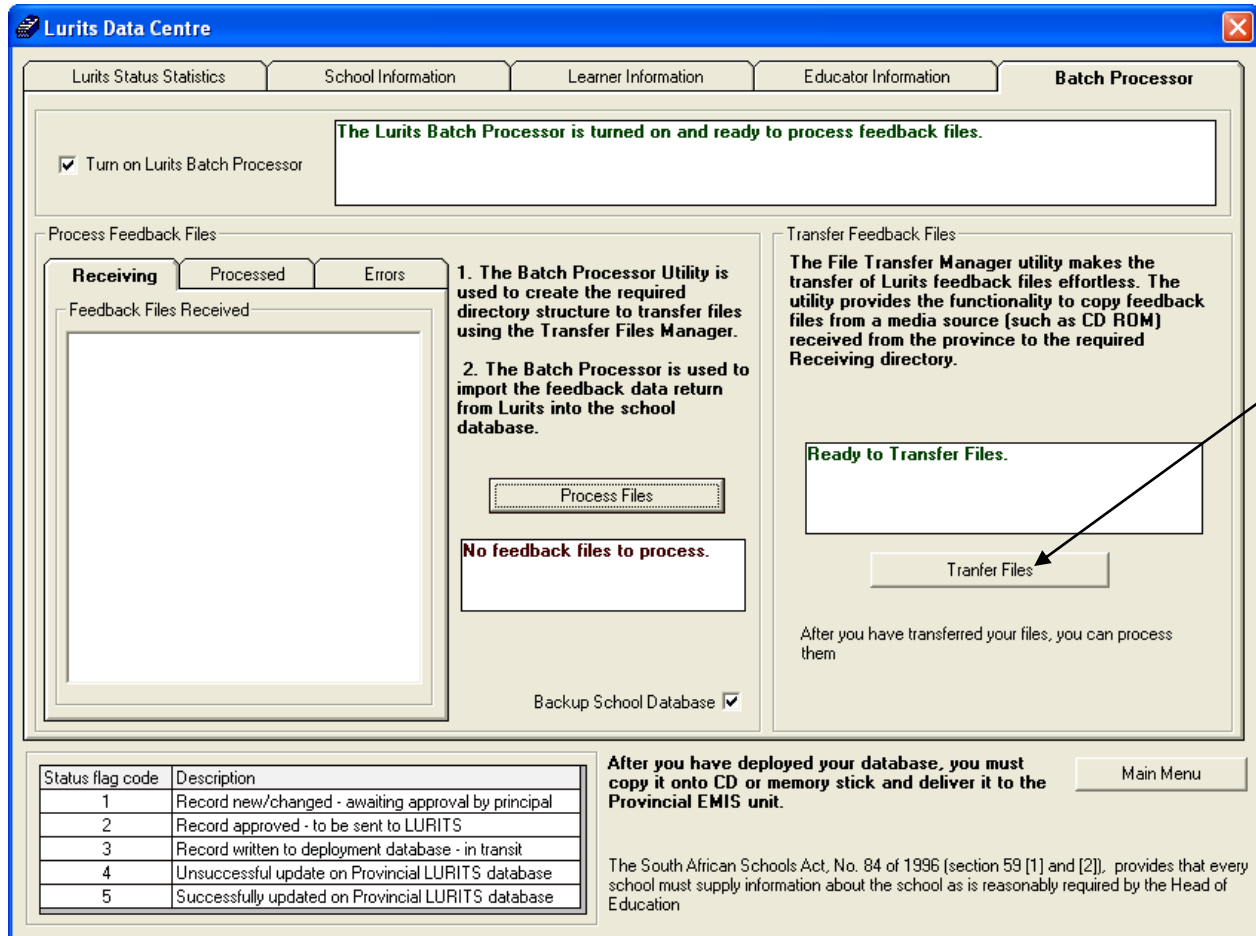 Lurits Data Centre
Lurits Status Statistics
School Information
Learner Information
Educator Information
Batch Processor
Turn on Lurits Batch Processor
The Lurits Batch Processor is turned on and ready to process feedback files.
Process Feedback Files
Receiving
Processed
Errors
Feedback Files Received
1. The Batch Processor Utility is
used to create the required
directory structure to transfer files
using the Transfer Files Manager.
2. The Batch Processor is used to
import the feedback data return
from Lurits into the school
database.
Process Files
No feedback files to process.
Backup School Database
Transfer Feedback Files
The File Transfer Manager utility makes the
transfer of Lurits feedback files effortless. The
utility provides the functionality to copy feedback
files from a media source (such as CD ROM)
received from the province to the required
Receiving directory.
Ready to Transfer Files.
Tranfer Files
After you have transferred your files, you can process
them
Status flag code Description
1 Record new/changed - awaiting approval by principal
2 Record approved - to be sent to LURITS
3 Record written to deployment database - in transit
4 Unsuccessful update on Provincial LURITS database
5 Successfully updated on Provincial LURITS database
After you have deployed your database, you must
copy it onto CD or memory stick and deliver it to the
Provincial EMIS unit.
Main Menu
The South African Schools Act, No. 84 of 1996 (section 59 [1] and [2]), provides that every
school must supply information about the school as is reasonably required by the Head of
Education